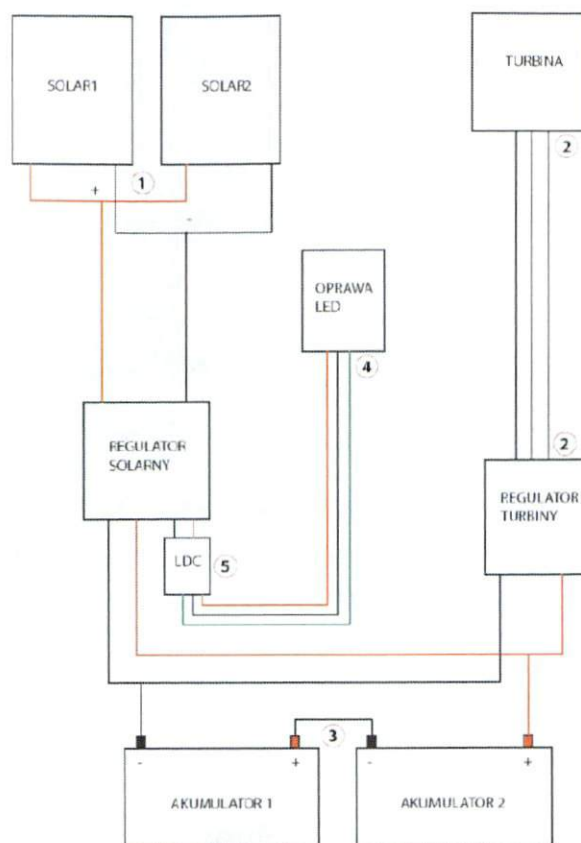 SOLAR1
SOLAR2
TURBINA
2
1
+
-
OPRAWA
LED
4
REGULATOR
SOLARNY
2
REGULATOR
TURBINY
LDC
5
3
-
+
-
+
AKUMULATOR 1
AKUMULATOR 2